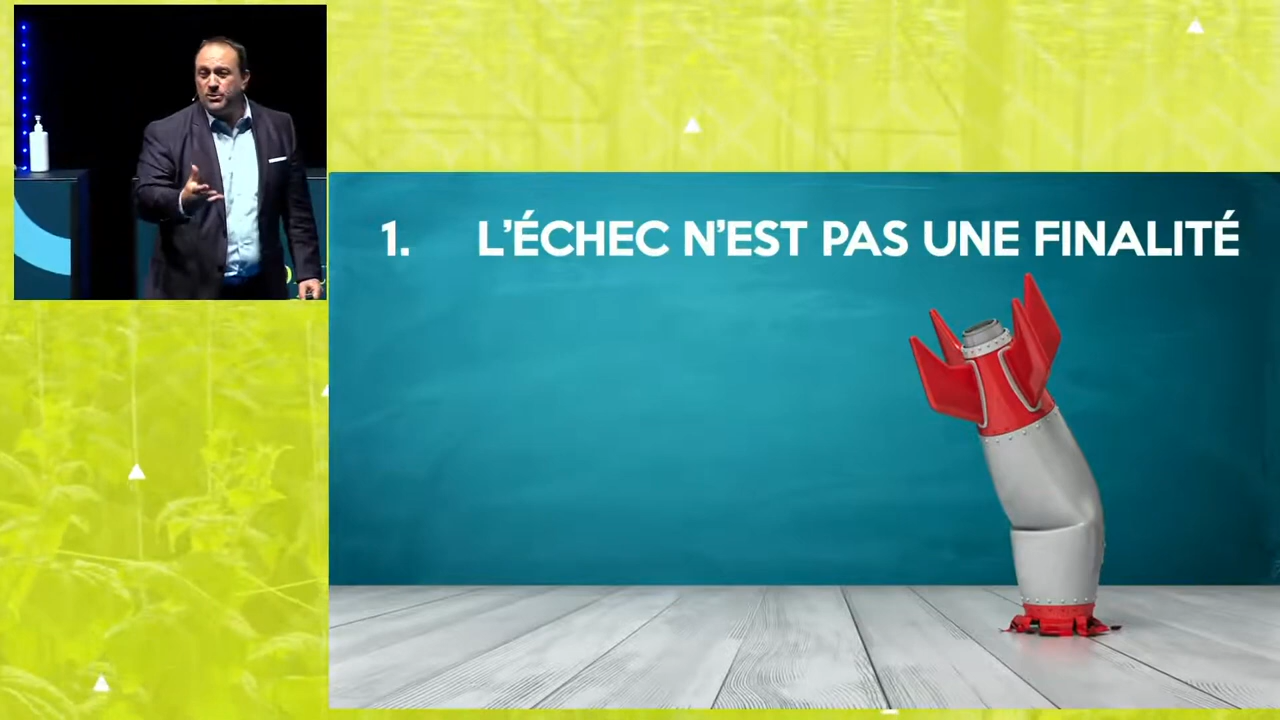 1. L’ÉCHEC N’EST PAS UNE FINALITÉ